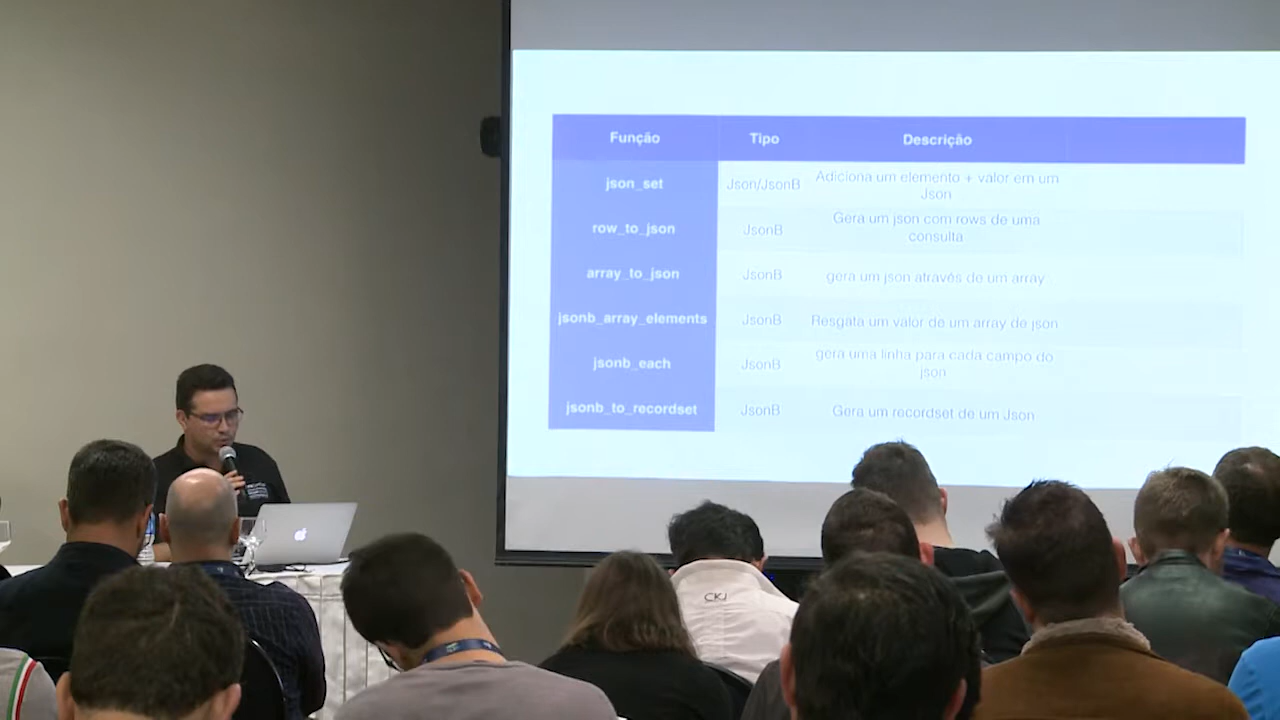 Função Tipo Descrição
json_set Json/JsonB Adiciona um elemento + valor em um
Json
row_to_json JsonB Gera um json com rows de uma
consulta
array_to_json JsonB gera um json através de um array
jsonb_array_elements JsonB Resgata um valor de um array de json
jsonb_each JsonB gera uma linha para cada campo do
json
jsonb_to_recordset JsonB Gera um recordset de um Json
CKJ